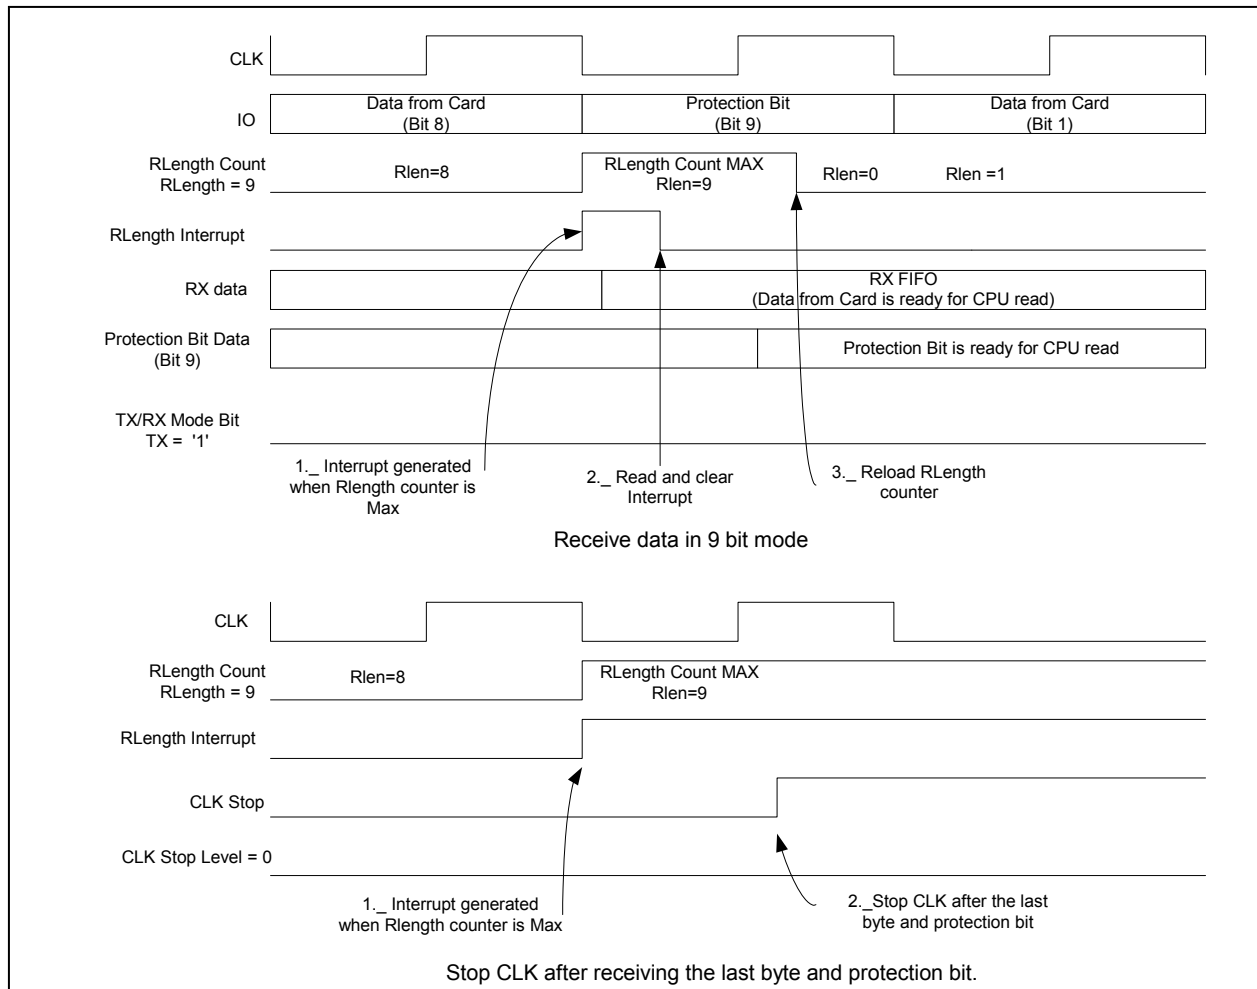 CLK
IO
Data from Card
(Bit 8)
Protection Bit
(Bit 9)
Data from Card
(Bit 1)
RLength Count
RLength = 9
Rlen=8
RLength Count MAX
Rlen=9
Rlen=0
Rlen =1
RLength Interrupt
RX data
RX FIFO
(Data from Card is ready for CPU read)
Protection Bit Data
(Bit 9)
Protection Bit is ready for CPU read
TX/RX Mode Bit
TX = '1'
1._ Interrupt generated
when Rlength counter is
Max
2._ Read and clear
Interrupt
3._ Reload RLength
counter
Receive data in 9 bit mode
CLK
RLength Count
RLength = 9
Rlen=8
RLength Count MAX
Rlen=9
RLength Interrupt
CLK Stop
CLK Stop Level = 0
1._ Interrupt generated
when Rlength counter is Max
2._Stop CLK after the last
byte and protection bit
Stop CLK after receiving the last byte and protection bit.